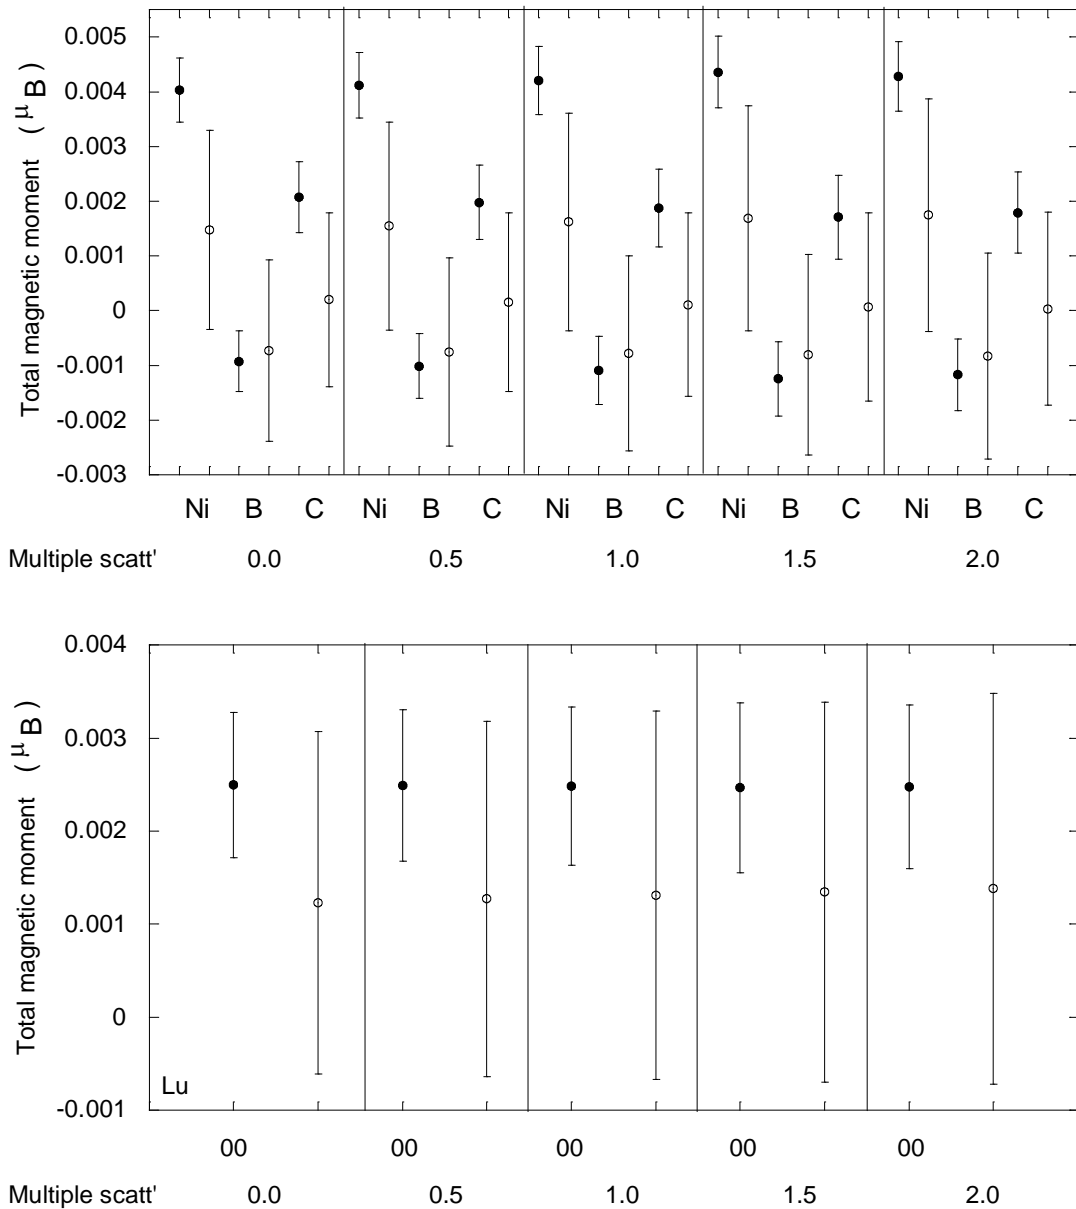 Total magnetic moment (μB)
0.005
0.004
0.003
0.002
0.001
0
-0.001
-0.002
-0.003
Ni B C Ni B C Ni B C Ni B C Ni B C
Multiple scatt' 0.0 0.5 1.0 1.5 2.0
Total magnetic moment (μB)
0.004
0.003
0.002
0.001
0
-0.001
Lu
00 00 00 00 00
Multiple scatt' 0.0 0.5 1.0 1.5 2.0